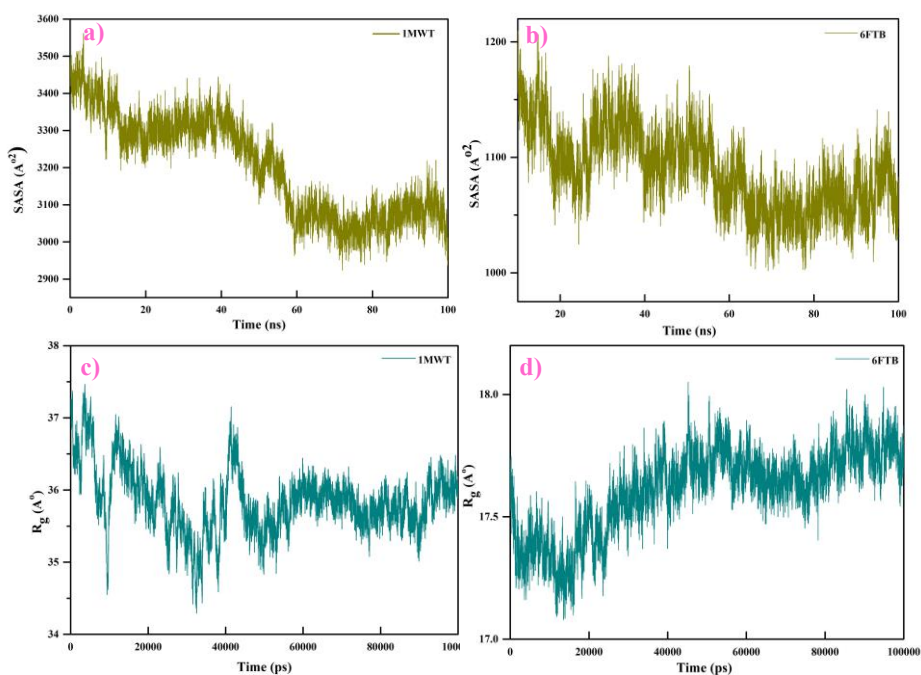 a)
1MWT
3600
3500
3400
3300
3200
3100
3000
2900
SASA (A°²)
0 20 40 60 80 100
Time (ns)
b)
6FTB
1200
1100
1000
SASA (A°²)
20 40 60 80 100
Time (ns)
c)
1MWT
38
37
36
35
34
Rg (A°)
0 20000 40000 60000 80000 1000
Time (ps)
d)
6FTB
18.0
17.5
17.0
Rg (A°)
0 20000 40000 60000 80000 100000
Time (ps)